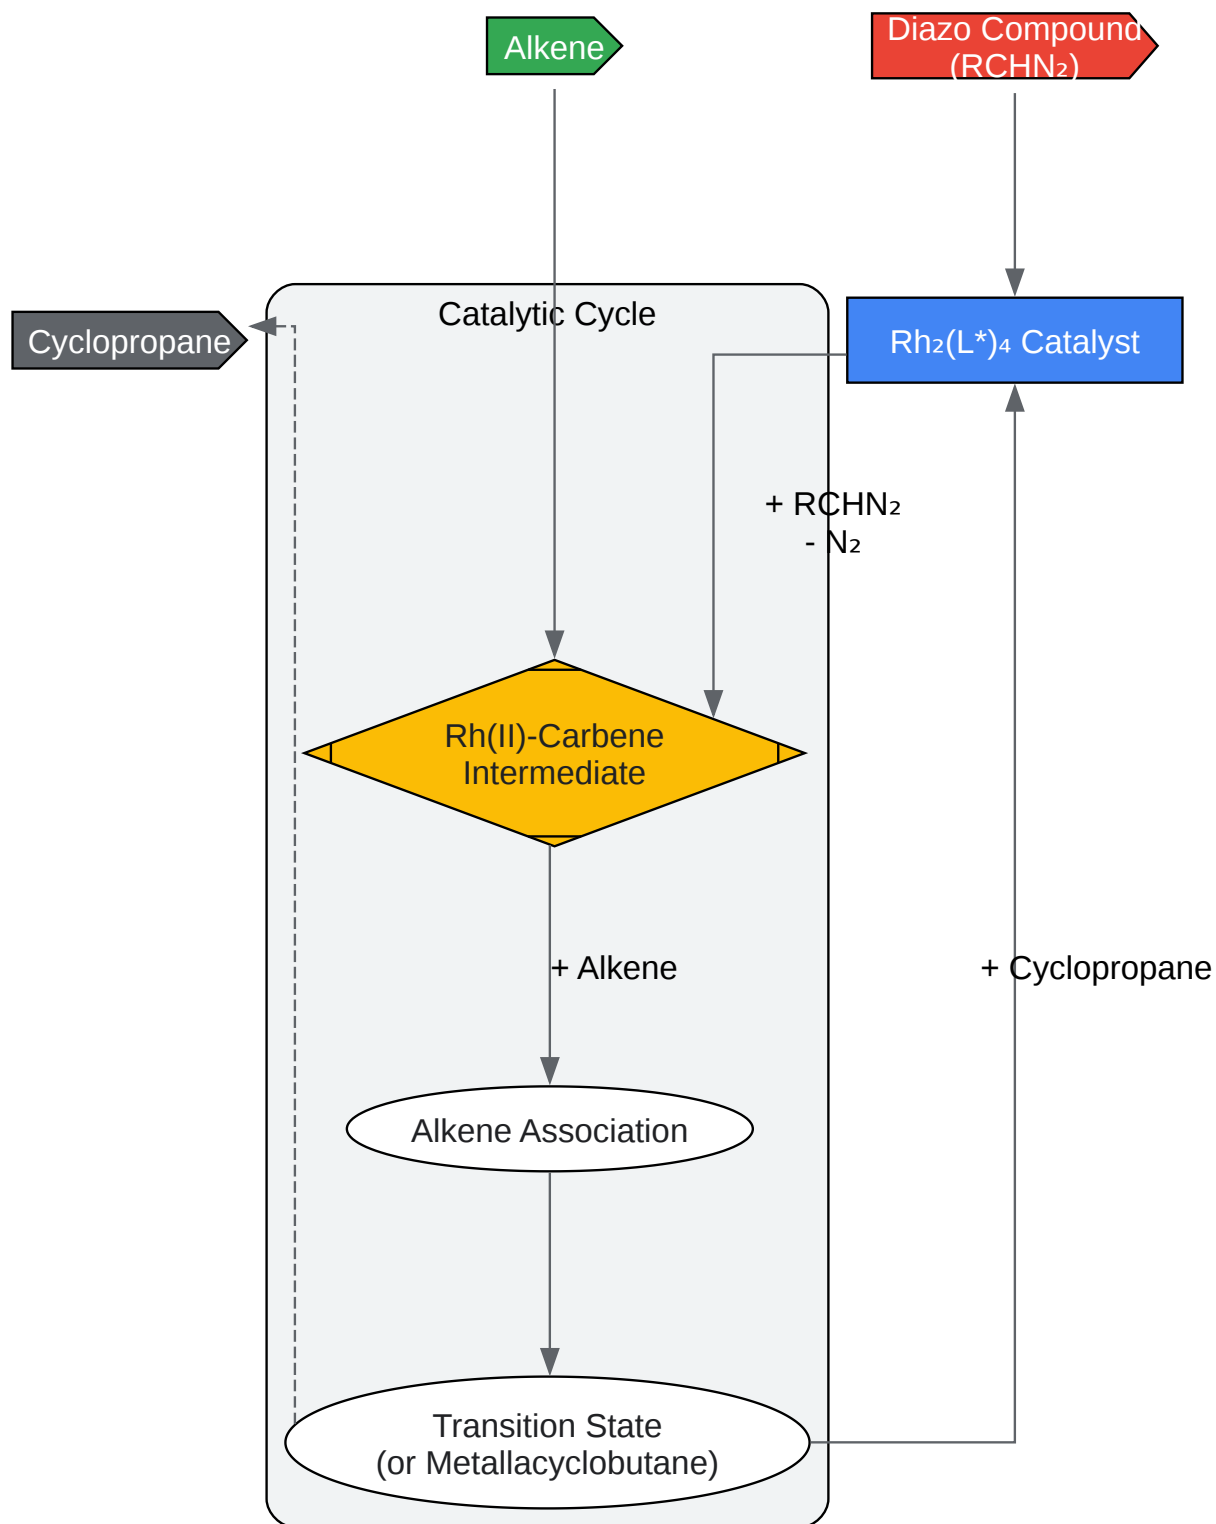 Alkene
Diazo Compound
(RCHN₂)
Cyclopropane
Catalytic Cycle
Rh₂(L*)₄ Catalyst
+ RCHN₂
- N₂
Rh(II)-Carbene
Intermediate
+ Alkene
+ Cyclopropane
Alkene Association
Transition State
(or Metallacyclobutane)